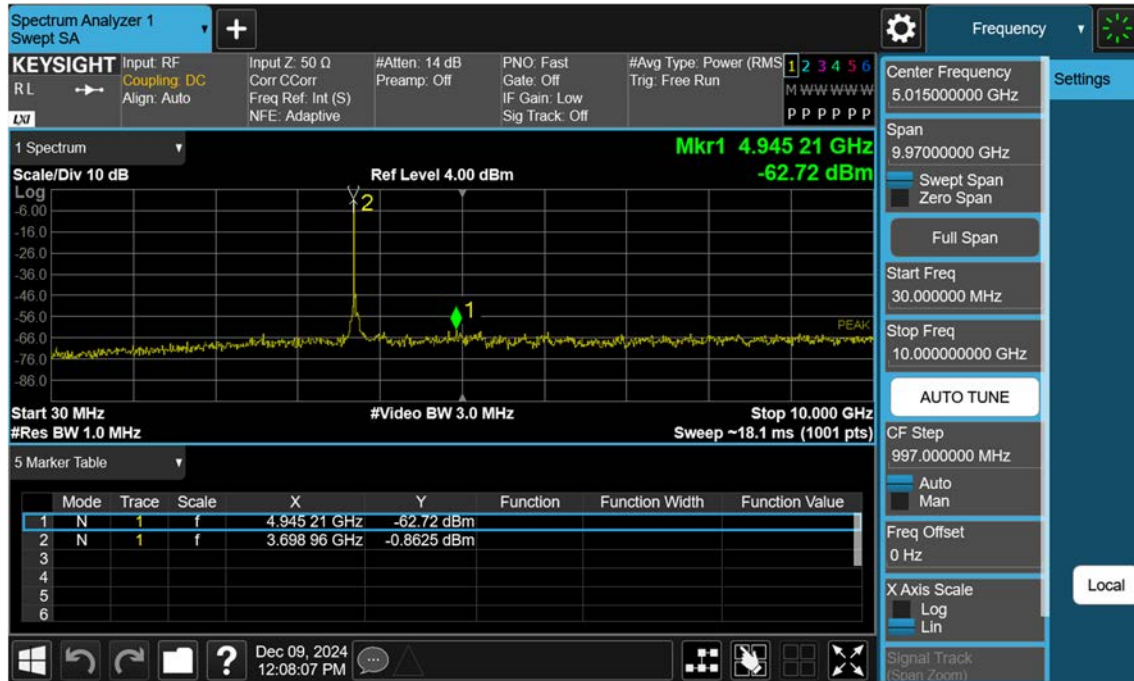 Spectrum Analyzer 1
Swept SA
Frequency
KEYSIGHT
R L
LXI
Input: RF
Coupling: DC
Align: Auto
Input Z: 50 Ω
Corr CCorr
Freq Ref: Int (S)
NFE: Adaptive
#Atten: 14 dB
Preamp: Off
PNO: Fast
Gate: Off
IF Gain: Low
Sig Track: Off
#Avg Type: Power (RMS
Trig: Free Run
1 2 3 4 5 6
M W W W W W
P P P P P P
1 Spectrum
Scale/Div 10 dB
Ref Level 4.00 dBm
Mkr1 4.945 21 GHz
-62.72 dBm
Log
-6.00
-16.0
-26.0
-36.0
-46.0
-56.0
-66.0
-76.0
-86.0
2
1
PEAK
Start 30 MHz
#Video BW 3.0 MHz
Stop 10.000 GHz
#Res BW 1.0 MHz
Sweep ~18.1 ms (1001 pts)
5 Marker Table
Mode Trace Scale X Y Function Function Width Function Value
1 N 1 f 4.945 21 GHz -62.72 dBm
2 N 1 f 3.698 96 GHz -0.8625 dBm
3
4
5
6
Dec 09, 2024
12:08:07 PM
?
Center Frequency
5.015000000 GHz
Span
9.97000000 GHz
Swept Span
Zero Span
Full Span
Start Freq
30.000000 MHz
Stop Freq
10.000000000 GHz
AUTO TUNE
CF Step
997.000000 MHz
Auto
Man
Freq Offset
0 Hz
X Axis Scale
Log
Lin
Signal Track
(Span Zoom)
Settings
Local